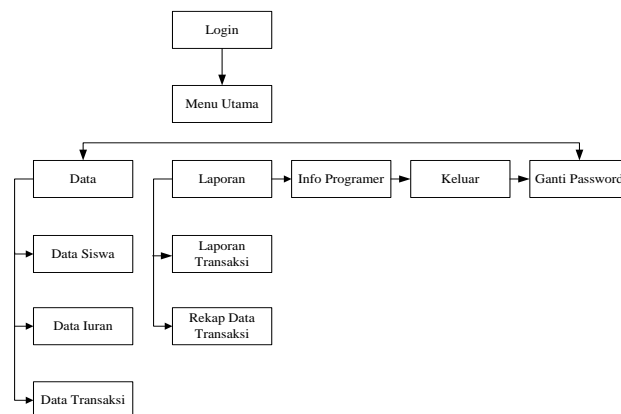 Login
Menu Utama
Data
Laporan
Info Programer
Keluar
Ganti Password
Data Siswa
Laporan
Transaksi
Data Iuran
Rekap Data
Transaksi
Data Transaksi